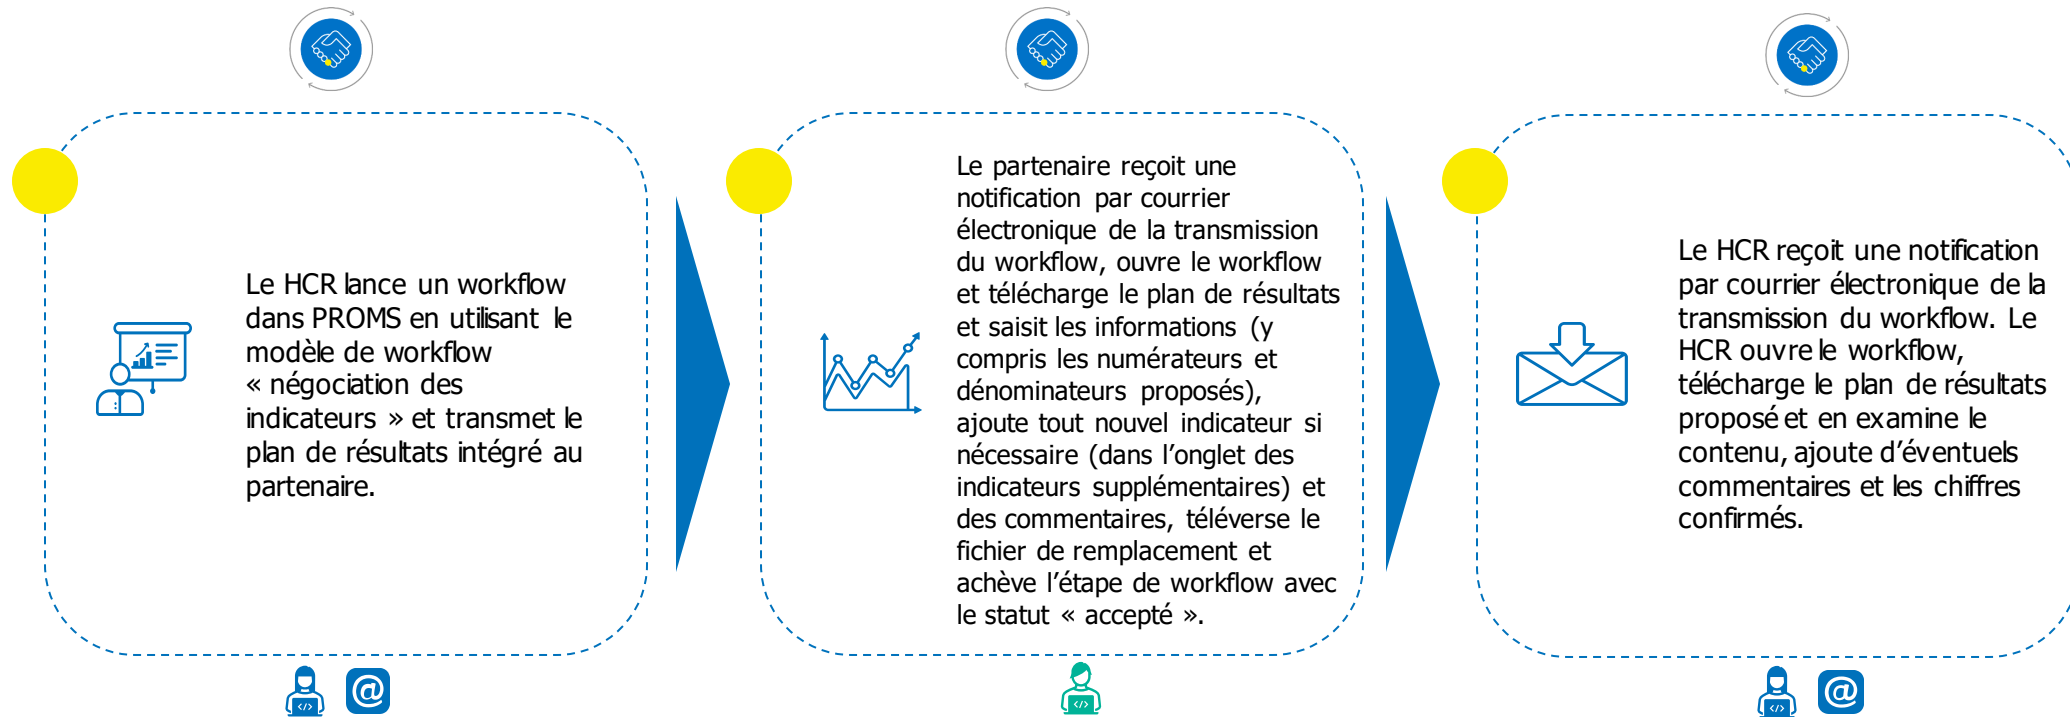 Le HCR lance un workflow
dans PROMS en utilisant le
modèle de workflow
« négociation des
indicateurs » et transmet le
plan de résultats intégré au
partenaire.
Le partenaire reçoit une
notification par courrier
électronique de la transmission
du workflow, ouvre le workflow
et télécharge le plan de résultats
et saisit les informations (y
compris les numérateurs et
dénominateurs proposés),
ajoute tout nouvel indicateur si
nécessaire (dans l’onglet des
indicateurs supplémentaires) et
des commentaires, téléverse le
fichier de remplacement et
achève l’étape de workflow avec
le statut « accepté ».
Le HCR reçoit une notification
par courrier électronique de la
transmission du workflow. Le
HCR ouvre le workflow,
télécharge le plan de résultats
proposé et en examine le
contenu, ajoute d’éventuels
commentaires et les chiffres
confirmés.